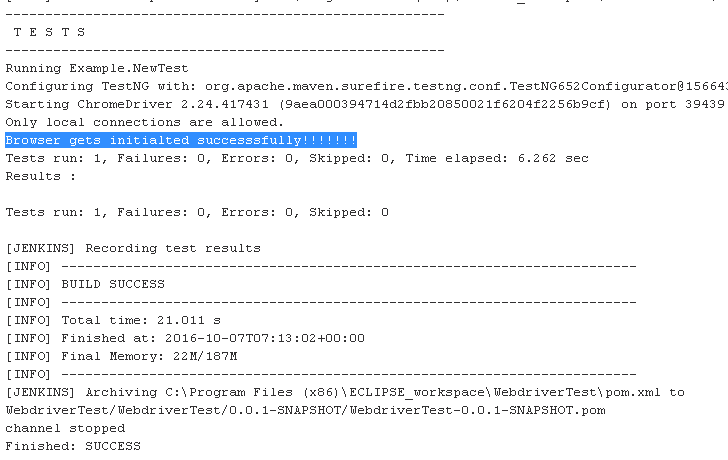 -------------------------------------------------------
T E S T S
-------------------------------------------------------
Running Example.NewTest
Configuring TestNG with: org.apache.maven.surefire.testng.conf.TestNG652Configurator@15664
Starting ChromeDriver 2.24.417431 (9aea000394714d2fbb20850021f6204f2256b9cf) on port 39439
Only local connections are allowed.
Browser gets initialted successsfully!!!!!!!
Tests run: 1, Failures: 0, Errors: 0, Skipped: 0, Time elapsed: 6.262 sec
Results :
Tests run: 1, Failures: 0, Errors: 0, Skipped: 0
[JENKINS] Recording test results
[INFO] ------------------------------------------------------------------------
[INFO] BUILD SUCCESS
[INFO] ------------------------------------------------------------------------
[INFO] Total time: 21.011 s
[INFO] Finished at: 2016-10-07T07:13:02+00:00
[INFO] Final Memory: 22M/187M
[INFO] ------------------------------------------------------------------------
[JENKINS] Archiving C:\Program Files (x86)\ECLIPSE_workspace\WebdriverTest\pom.xml to
WebdriverTest/WebdriverTest/0.0.1-SNAPSHOT/WebdriverTest-0.0.1-SNAPSHOT.pom
channel stopped
Finished: SUCCESS